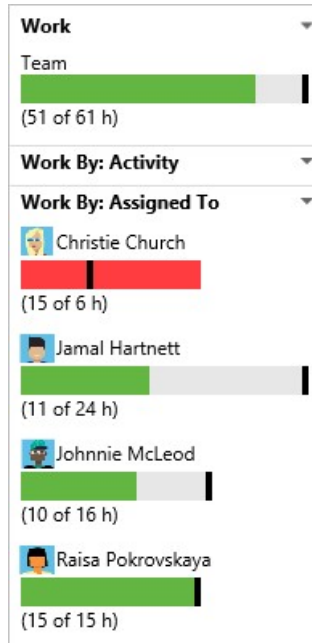 Work
Team
(51 of 61 h)
Work By: Activity
Work By: Assigned To
Christie Church
(15 of 6 h)
Jamal Hartnett
(11 of 24 h)
Johnnie McLeod
(10 of 16 h)
Raisa Pokrovskaya
(15 of 15 h)